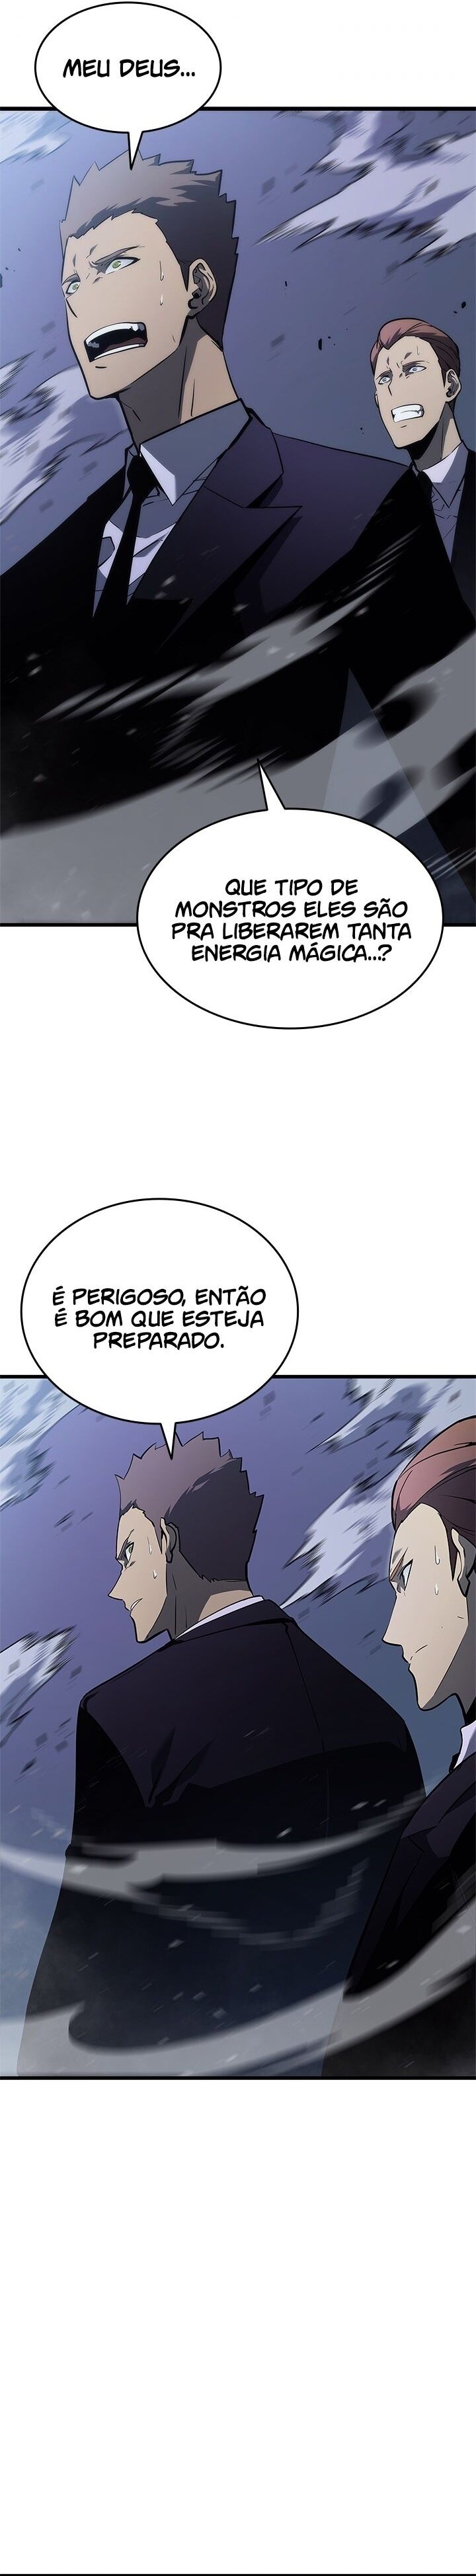 MEU DEUS...
QUE TIPO DE
MONSTROS ELES SÃO
PRA LIBERAREM TANTA
ENERGIA MÁGICA...?
É PERIGOSO, ENTÃO
É BOM QUE ESTEJA
PREPARADO.